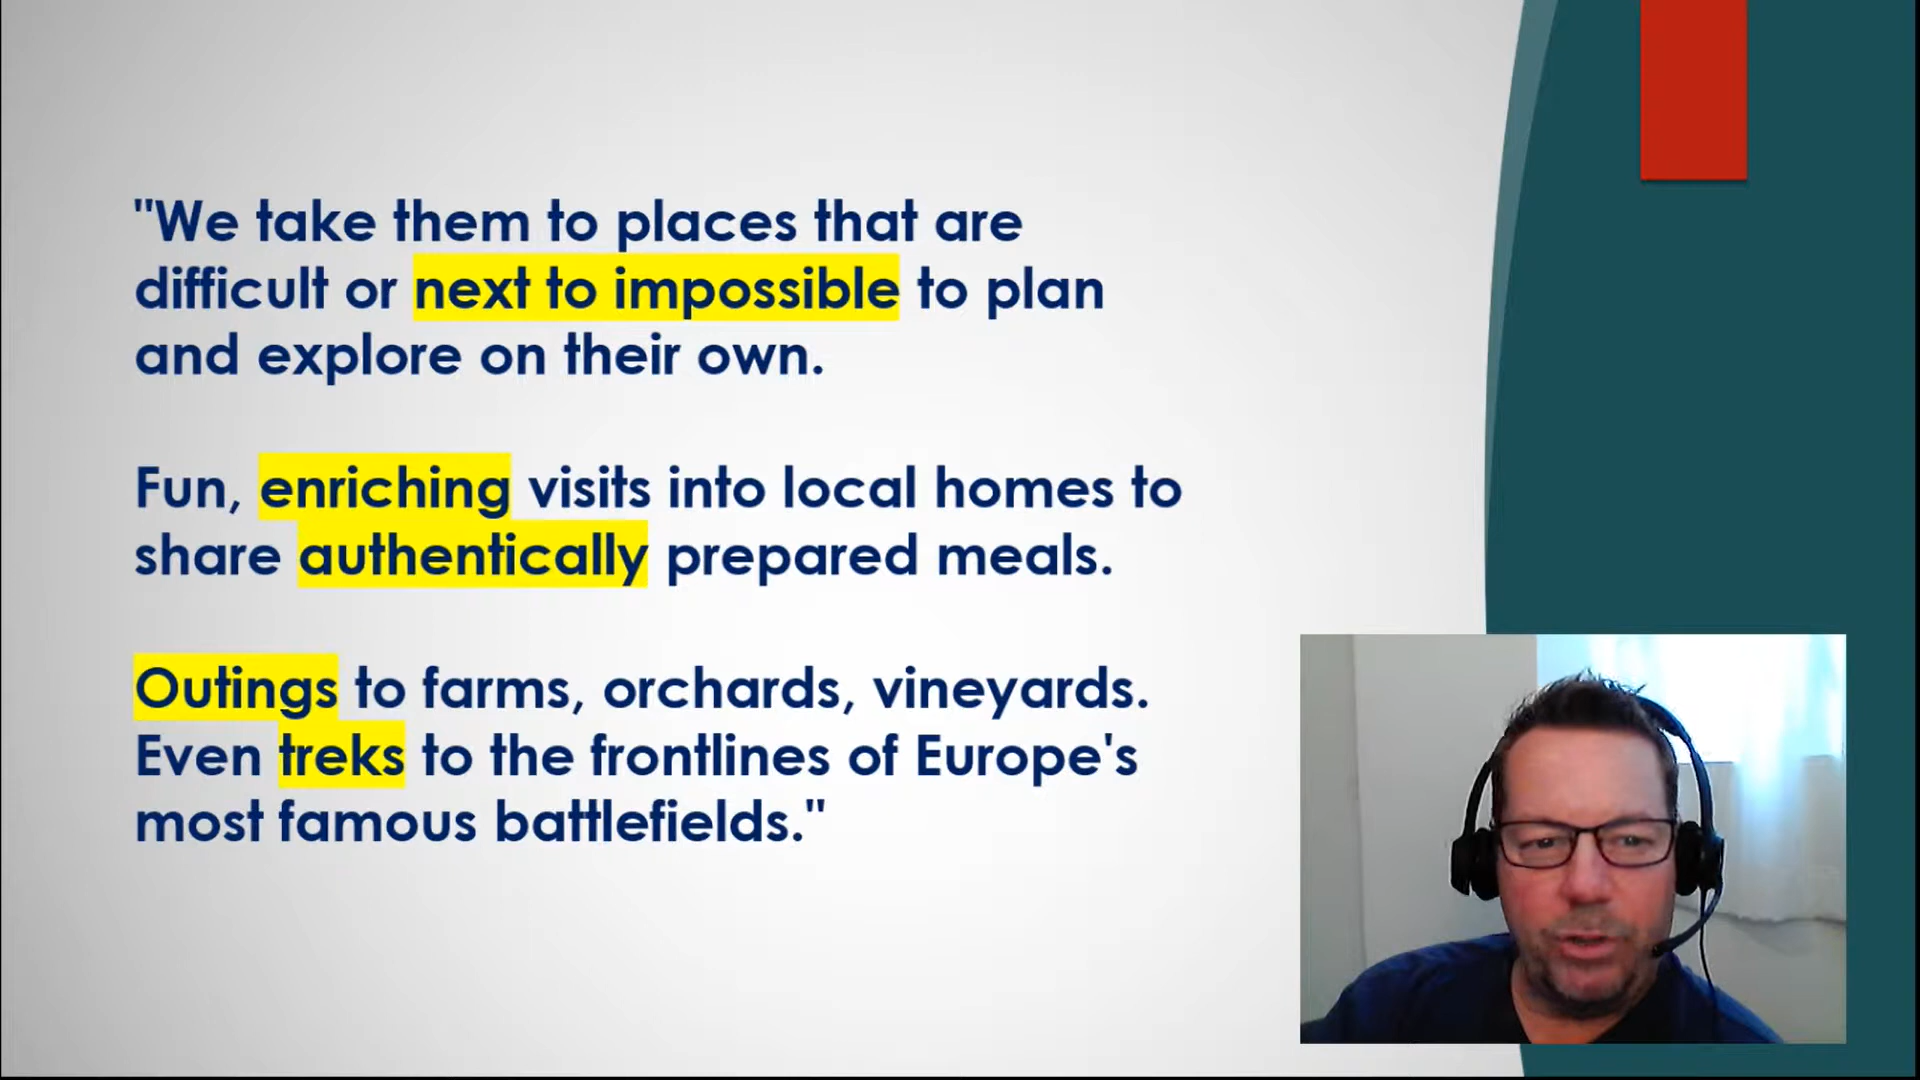 "We take them to places that are
difficult or next to impossible to plan
and explore on their own.
Fun, enriching visits into local homes to
share authentically prepared meals.
Outings to farms, orchards, vineyards.
Even treks to the frontlines of Europe's
most famous battlefields."